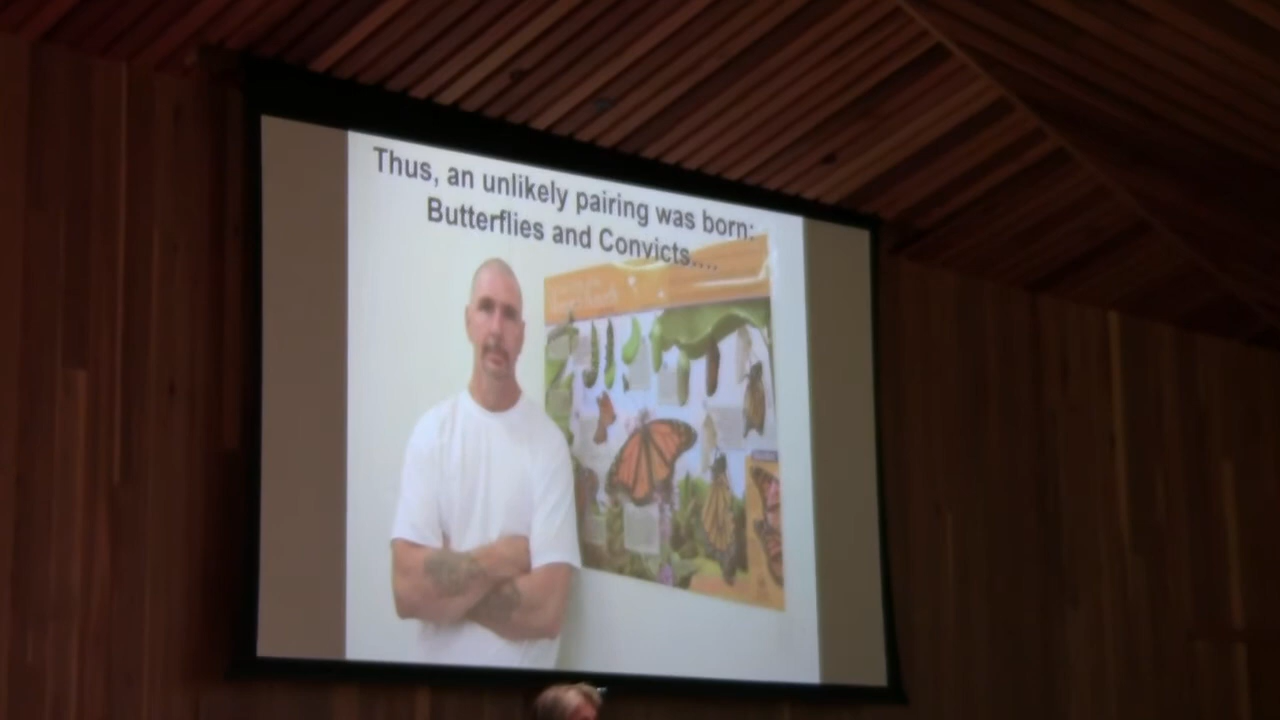 Thus, an unlikely pairing was born:
Butterflies and Convicts....